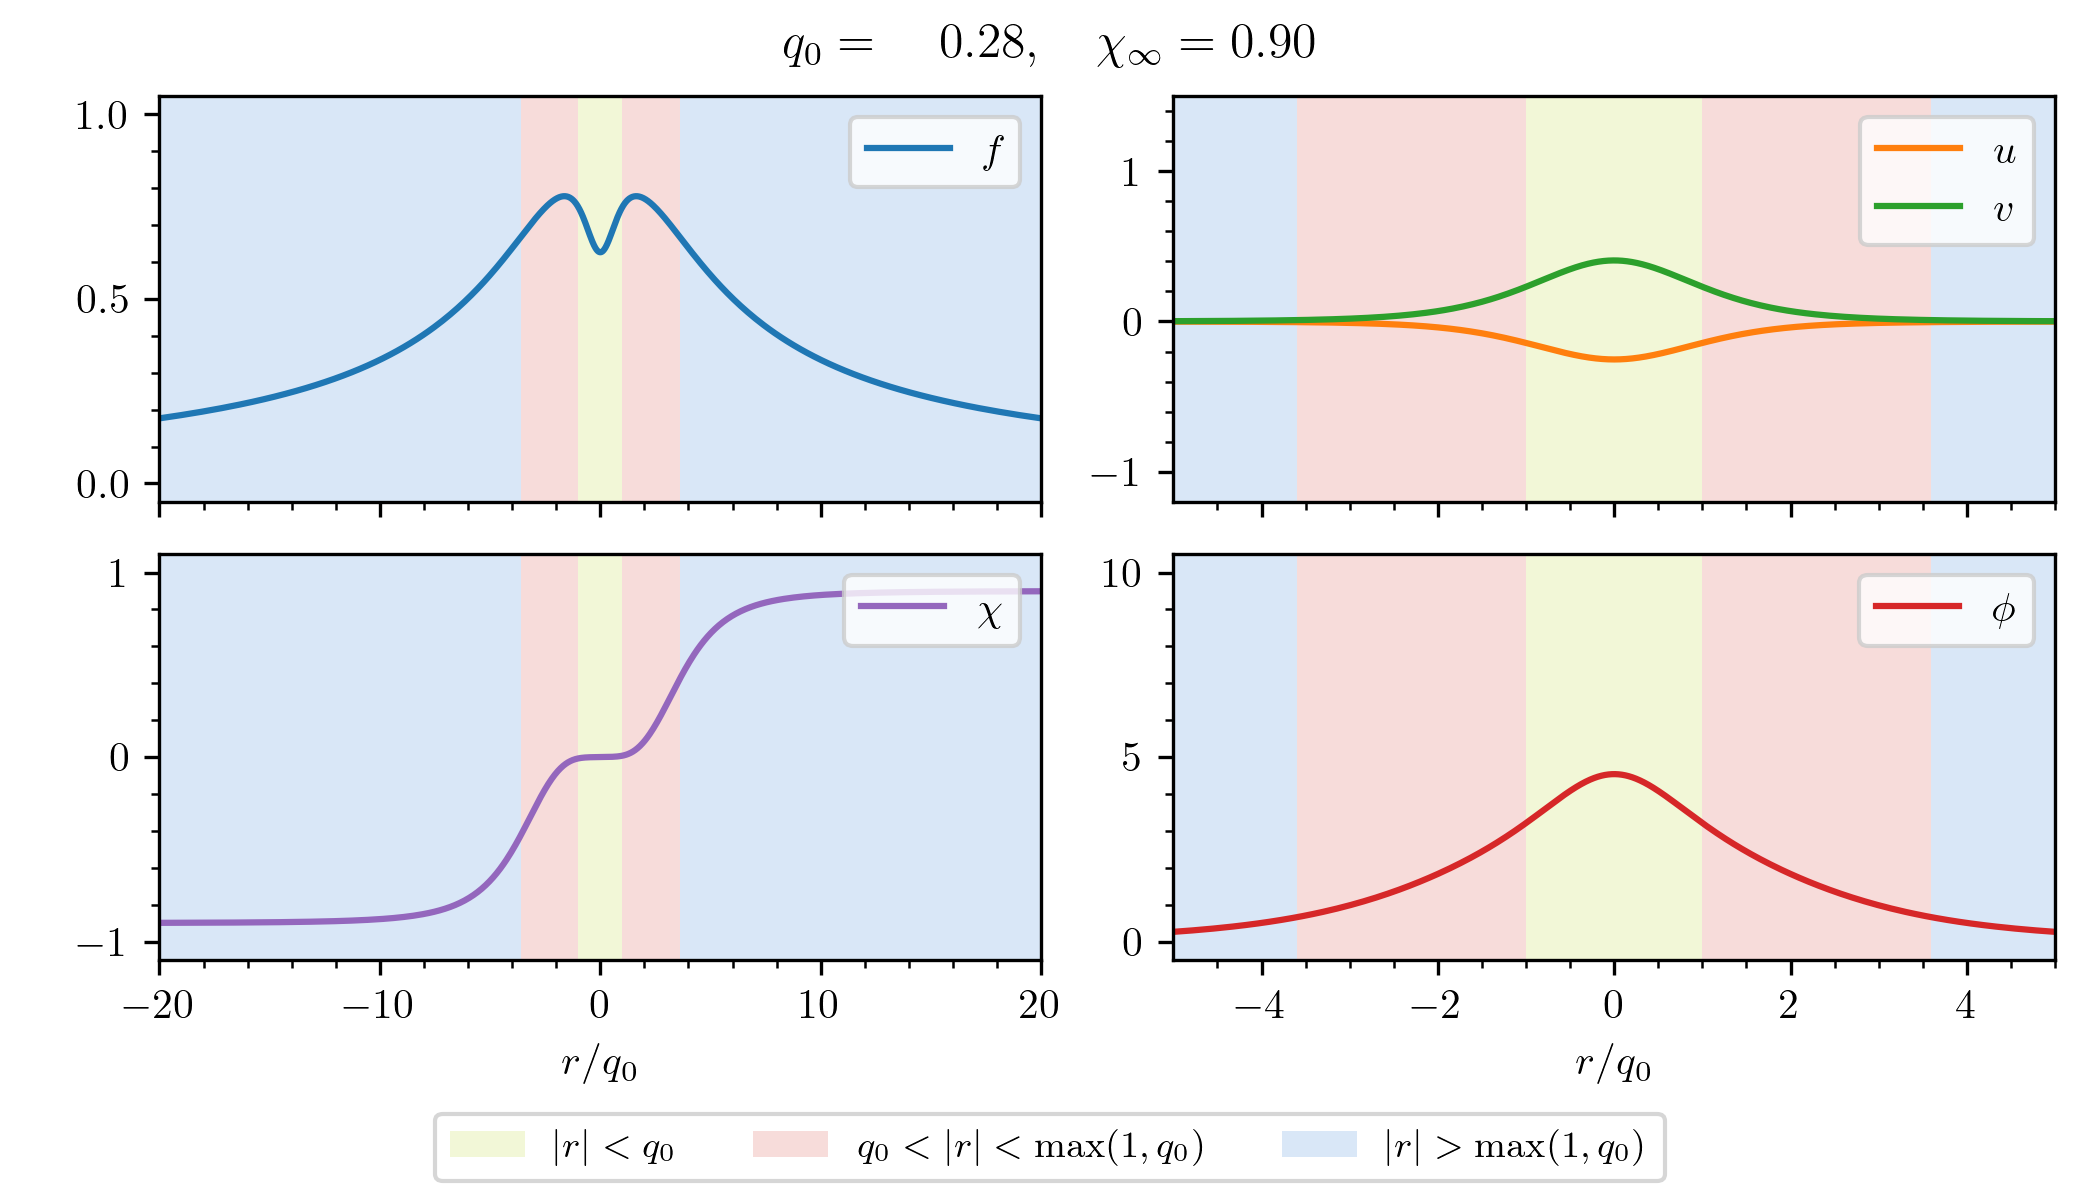 q₀ = 0.28, χ∞ = 0.90
1.0
0.5
0.0
f
1
0
−1
u
v
1
0
−1
χ
−20 −10 0 10 20
r/q₀
10
5
0
ϕ
−4 −2 0 2 4
r/q₀
|r| < q₀ q₀ < |r| < max(1, q₀) |r| > max(1, q₀)